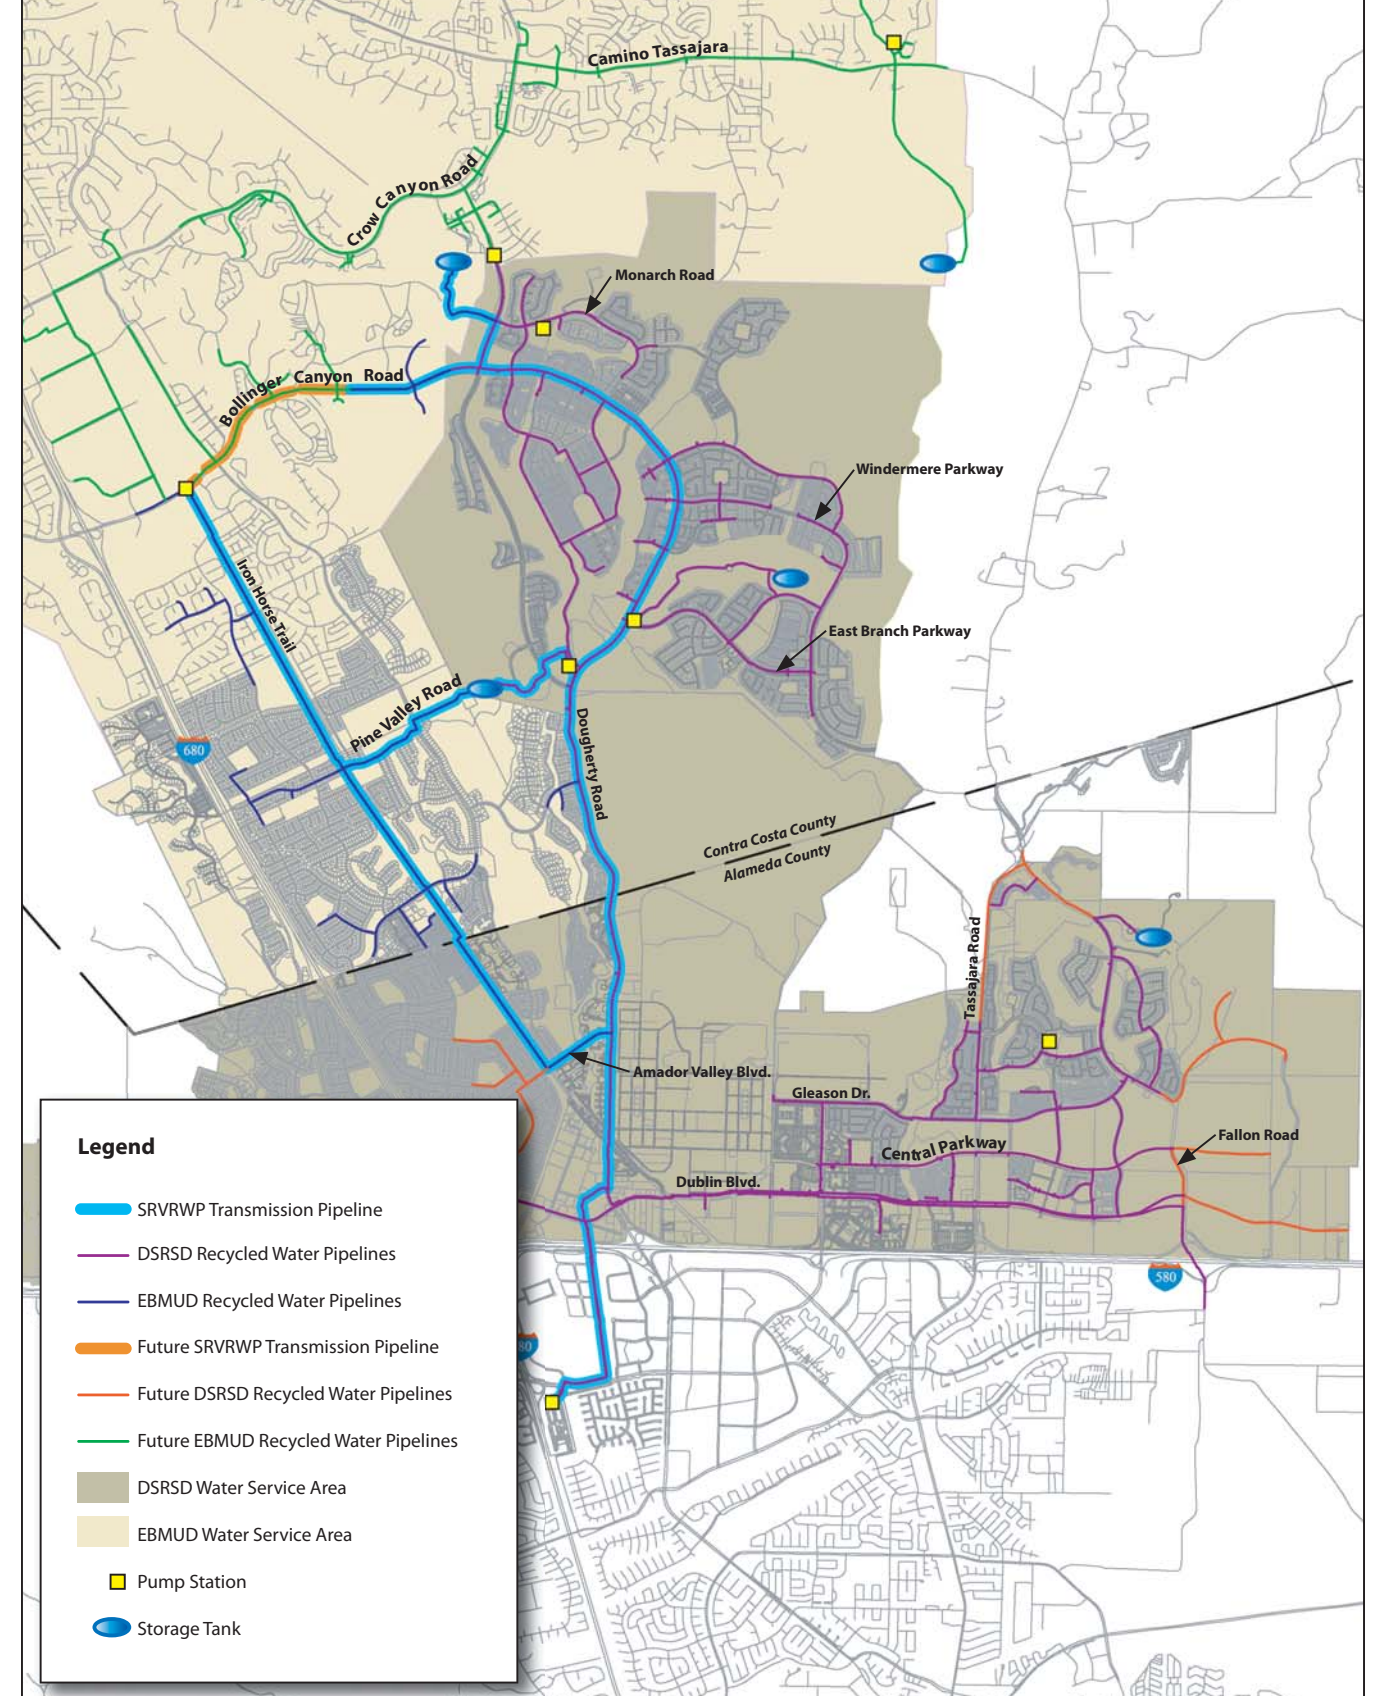 Camino Tassajara
Crow Canyon Road
Monarch Road
Bollinger Canyon Road
Windermere Parkway
Iron Horse Trail
East Branch Parkway
Pine Valley Road
680
Dougherty Road
Contra Costa County
Alameda County
Tassajara Road
Amador Valley Blvd.
Gleason Dr.
Central Parkway
Fallon Road
Dublin Blvd.
580
80
Legend
SRVRWP Transmission Pipeline
DSRSD Recycled Water Pipelines
EBMUD Recycled Water Pipelines
Future SRVRWP Transmission Pipeline
Future DSRSD Recycled Water Pipelines
Future EBMUD Recycled Water Pipelines
DSRSD Water Service Area
EBMUD Water Service Area
Pump Station
Storage Tank